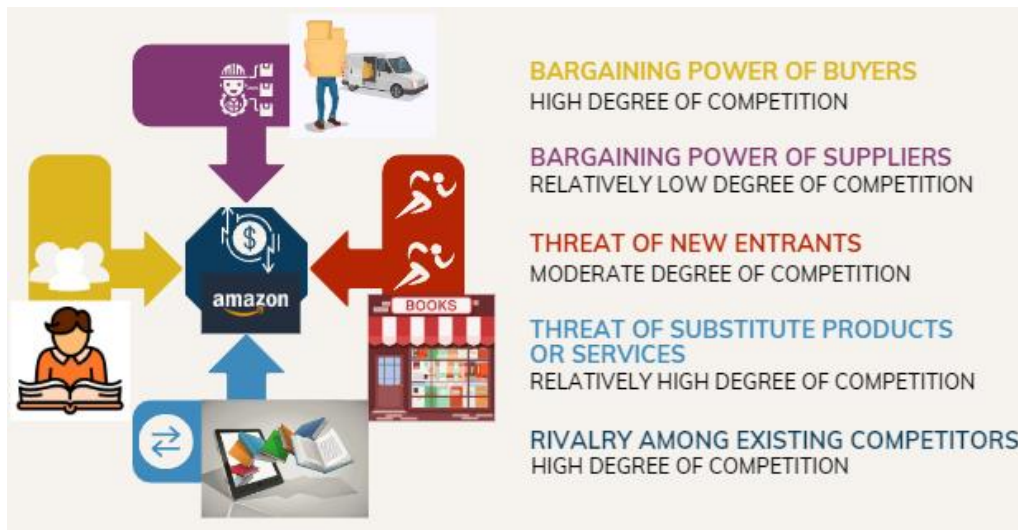 BARGAINING POWER OF BUYERS
HIGH DEGREE OF COMPETITION
BARGAINING POWER OF SUPPLIERS
RELATIVELY LOW DEGREE OF COMPETITION
THREAT OF NEW ENTRANTS
MODERATE DEGREE OF COMPETITION
THREAT OF SUBSTITUTE PRODUCTS
OR SERVICES
RELATIVELY HIGH DEGREE OF COMPETITION
RIVALRY AMONG EXISTING COMPETITORS
HIGH DEGREE OF COMPETITION
$
amazon
BOOKS